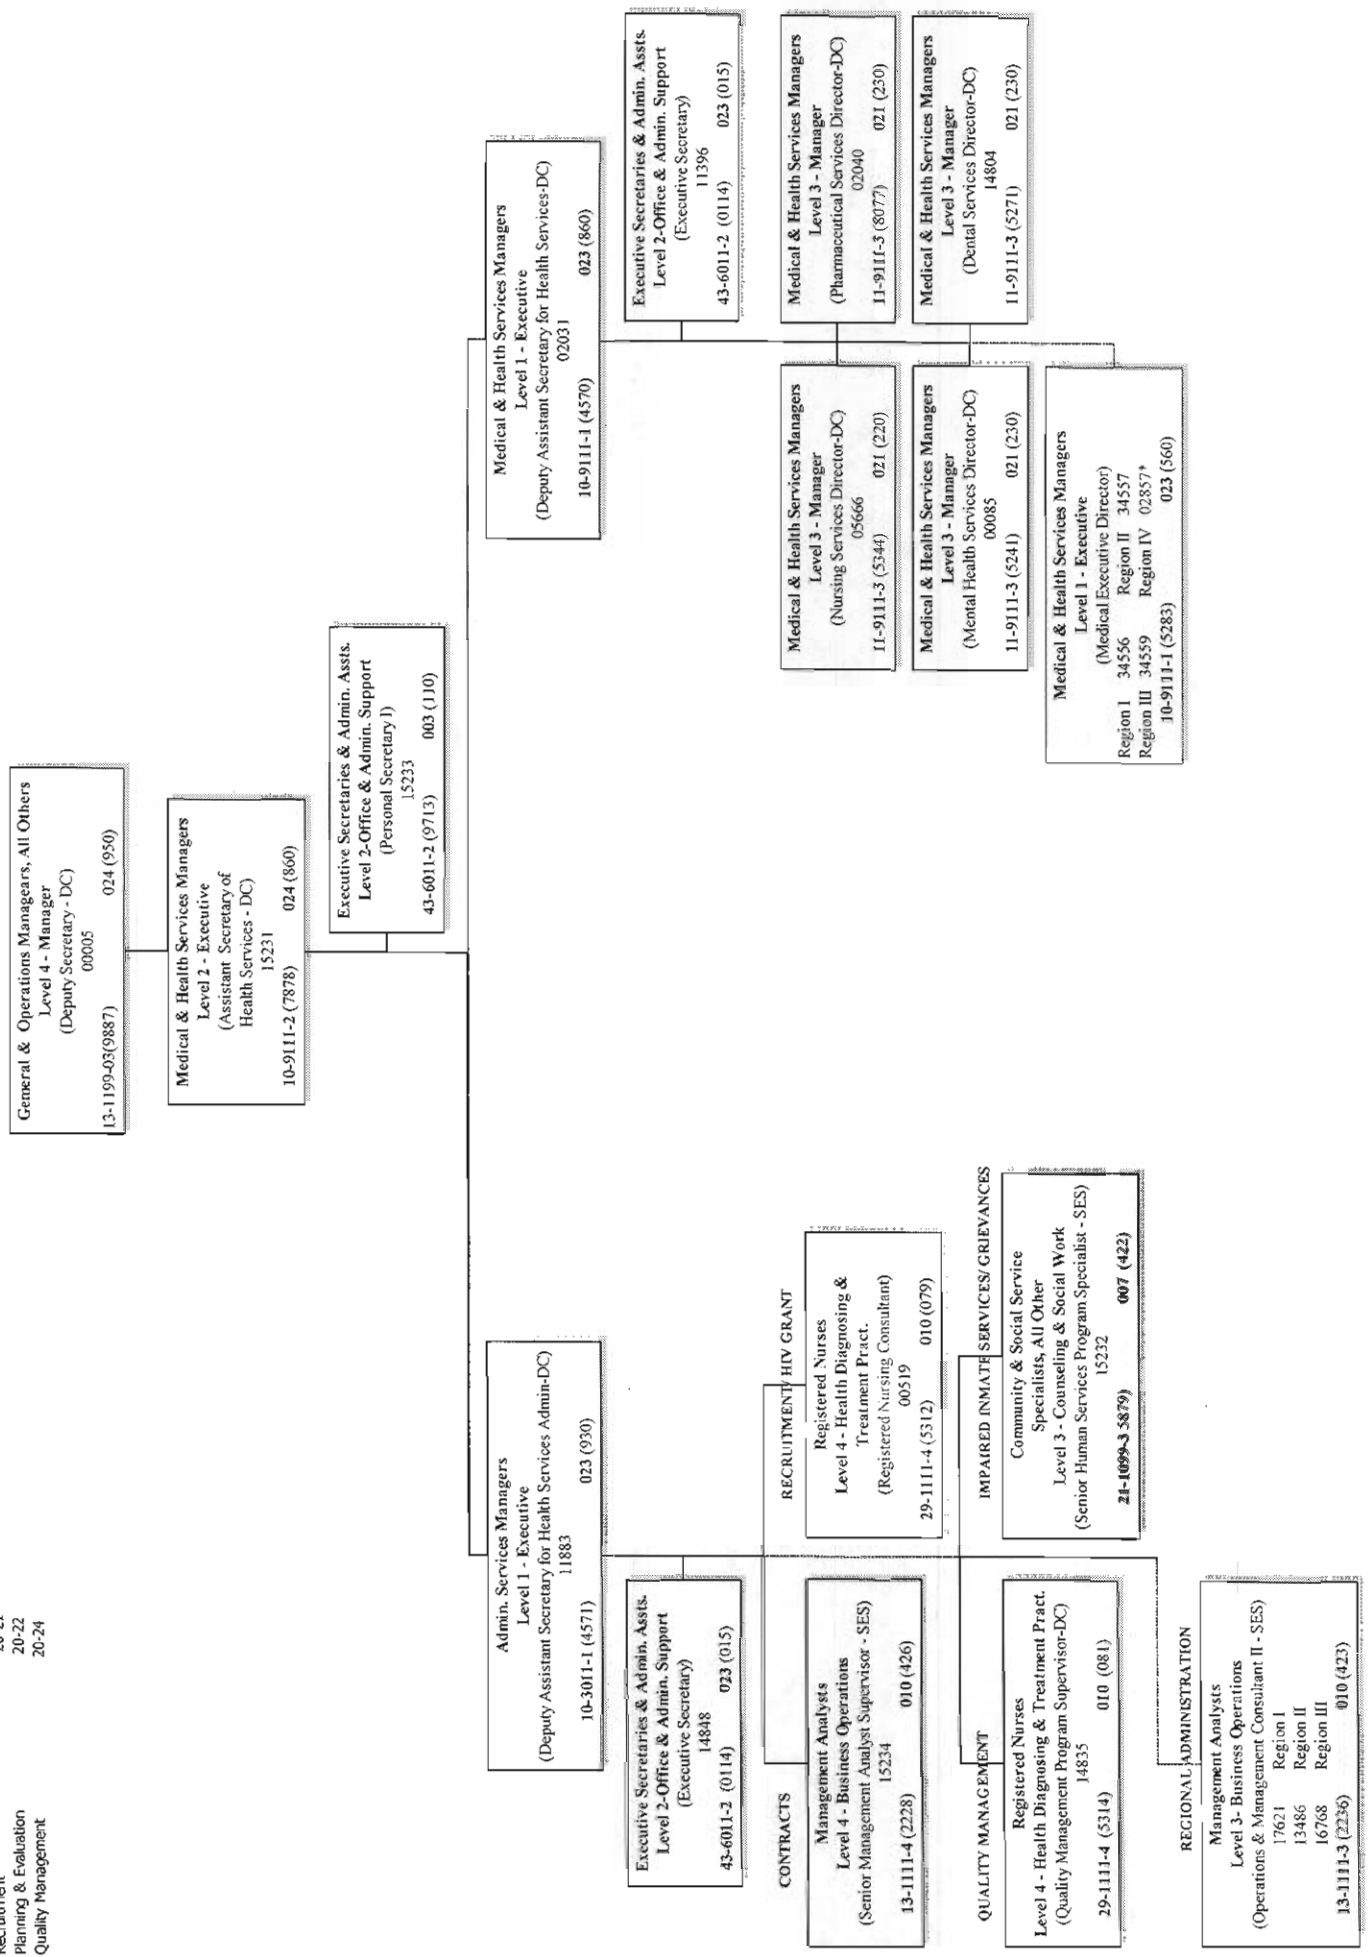 Recruitment
Planning & Evaluation 20-22
Quality Management 20-24
General & Operations Managears, All Others
Level 4 - Manager
(Deputy Secretary - DC)
00005
13-1199-03(9887) 024 (950)
Medical & Health Services Managers
Level 2 - Executive
(Assistant Secretary of
Health Services - DC)
15231
10-9111-2 (7878) 024 (860)
Executive Secretaries & Admin. Assts.
Level 2-Office & Admin. Support
(Personal Secretary I)
15233
43-6011-2 (9713) 003 (110)
Admin. Services Managers
Level 1 - Executive
(Deputy Assistant Secretary for Health Services Admin-DC)
11883
10-3011-1 (4571) 023 (930)
Executive Secretaries & Admin. Assts.
Level 2-Office & Admin. Support
(Executive Secretary)
14848
43-6011-2 (0114) 023 (015)
CONTRACTS
Management Analysts
Level 4 - Business Operations
(Senior Management Analyst Supervisor - SES)
15234
13-1111-4 (2228) 010 (426)
RECRUITMENT/ HIV GRANT
Registered Nurses
Level 4 - Health Diagnosing &
Treatment Pract.
(Registered Nursing Consultant)
00519
29-1111-4 (5312) 010 (079)
QUALITY MANAGEMENT
Registered Nurses
Level 4 - Health Diagnosing & Treatment Pract.
(Quality Management Program Supervisor-DC)
14835
29-1111-4 (5314) 010 (081)
IMPAIRED INMATE SERVICES/ GRIEVANCES
Community & Social Service
Specialists, All Other
Level 3 - Counseling & Social Work
(Senior Human Services Program Specialist - SES)
15232
21-1099-3 5879) 007 (422)
REGIONAL ADMINISTRATION
Management Analysts
Level 3- Business Operations
(Operations & Management Consultant II - SES)
17621 Region I
13486 Region II
16768 Region III
13-1111-3 (2236) 010 (423)
Medical & Health Services Managers
Level 1 - Executive
(Deputy Assistant Secretary for Health Services-DC)
02031
10-9111-1 (4570) 023 (860)
Executive Secretaries & Admin. Assts.
Level 2-Office & Admin. Support
(Executive Secretary)
11396
43-6011-2 (0114) 023 (015)
Medical & Health Services Managers
Level 3 - Manager
(Nursing Services Director-DC)
05666
11-9111-3 (5344) 021 (220)
Medical & Health Services Managers
Level 3 - Manager
(Pharmaceutical Services Director-DC)
02040
11-9111-3 (8077) 021 (230)
Medical & Health Services Managers
Level 3 - Manager
(Mental Health Services Director-DC)
00085
11-9111-3 (5241) 021 (230)
Medical & Health Services Managers
Level 3 - Manager
(Dental Services Director-DC)
14804
11-9111-3 (5271) 021 (230)
Medical & Health Services Managers
Level 1 - Executive
(Medical Executive Director)
Region I 34556 Region II 34557
Region III 34559 Region IV 02857*
10-9111-1 (5283) 023 (560)